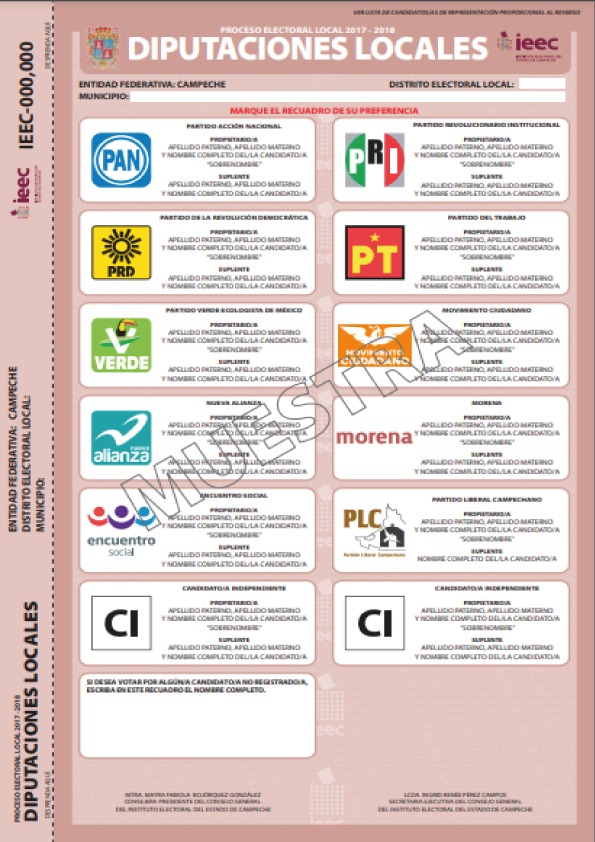 VER LISTA DE CANDIDATOS/AS DE REPRESENTACIÓN PROPORCIONAL AL REVERSO
PROCESO ELECTORAL LOCAL 2017 - 2018
DIPUTACIONES LOCALES
ieec
ENTIDAD FEDERATIVA: CAMPECHE
DISTRITO ELECTORAL LOCAL:
MUNICIPIO:
MARQUE EL RECUADRO DE SU PREFERENCIA
PARTIDO ACCIÓN NACIONAL
PAN
PROPIETARIO/A
APELLIDO PATERNO, APELLIDO MATERNO
Y NOMBRE COMPLETO DEL/LA CANDIDATO/A
"SOBRENOMBRE"
SUPLENTE
APELLIDO PATERNO, APELLIDO MATERNO
Y NOMBRE COMPLETO DEL/LA CANDIDATO/A
PARTIDO REVOLUCIONARIO INSTITUCIONAL
PRI
PROPIETARIO/A
APELLIDO PATERNO, APELLIDO MATERNO
Y NOMBRE COMPLETO DEL/LA CANDIDATO/A
"SOBRENOMBRE"
SUPLENTE
APELLIDO PATERNO, APELLIDO MATERNO
Y NOMBRE COMPLETO DEL/LA CANDIDATO/A
PARTIDO DE LA REVOLUCIÓN DEMOCRÁTICA
PRD
PROPIETARIO/A
APELLIDO PATERNO, APELLIDO MATERNO
Y NOMBRE COMPLETO DEL/LA CANDIDATO/A
"SOBRENOMBRE"
SUPLENTE
APELLIDO PATERNO, APELLIDO MATERNO
Y NOMBRE COMPLETO DEL/LA CANDIDATO/A
PARTIDO DEL TRABAJO
PT
PROPIETARIO/A
APELLIDO PATERNO, APELLIDO MATERNO
Y NOMBRE COMPLETO DEL/LA CANDIDATO/A
"SOBRENOMBRE"
SUPLENTE
APELLIDO PATERNO, APELLIDO MATERNO
Y NOMBRE COMPLETO DEL/LA CANDIDATO/A
PARTIDO VERDE ECOLOGISTA DE MÉXICO
VERDE
PROPIETARIO/A
APELLIDO PATERNO, APELLIDO MATERNO
Y NOMBRE COMPLETO DEL/LA CANDIDATO/A
"SOBRENOMBRE"
SUPLENTE
APELLIDO PATERNO, APELLIDO MATERNO
Y NOMBRE COMPLETO DEL/LA CANDIDATO/A
MOVIMIENTO CIUDADANO
MOVIMIENTO
CIUDADANO
PROPIETARIO/A
APELLIDO PATERNO, APELLIDO MATERNO
Y NOMBRE COMPLETO DEL/LA CANDIDATO/A
"SOBRENOMBRE"
SUPLENTE
APELLIDO PATERNO, APELLIDO MATERNO
Y NOMBRE COMPLETO DEL/LA CANDIDATO/A
NUEVA ALIANZA
nueva
alianza
PROPIETARIO/A
APELLIDO PATERNO, APELLIDO MATERNO
Y NOMBRE COMPLETO DEL/LA CANDIDATO/A
"SOBRENOMBRE"
SUPLENTE
APELLIDO PATERNO, APELLIDO MATERNO
Y NOMBRE COMPLETO DEL/LA CANDIDATO/A
MORENA
morena
PROPIETARIO/A
APELLIDO PATERNO, APELLIDO MATERNO
Y NOMBRE COMPLETO DEL/LA CANDIDATO/A
"SOBRENOMBRE"
SUPLENTE
APELLIDO PATERNO, APELLIDO MATERNO
Y NOMBRE COMPLETO DEL/LA CANDIDATO/A
ENCUENTRO SOCIAL
encuentro
social
PROPIETARIO/A
APELLIDO PATERNO, APELLIDO MATERNO
Y NOMBRE COMPLETO DEL/LA CANDIDATO/A
"SOBRENOMBRE"
SUPLENTE
APELLIDO PATERNO, APELLIDO MATERNO
Y NOMBRE COMPLETO DEL/LA CANDIDATO/A
PARTIDO LIBERAL CAMPECHANO
PLC
Partido Liberal Campechano
PROPIETARIO/A
APELLIDO PATERNO, APELLIDO MATERNO
Y NOMBRE COMPLETO DEL/LA CANDIDATO/A
"SOBRENOMBRE"
SUPLENTE
NOMBRE COMPLETO DEL/LA CANDIDATO/A
CANDIDATO/A INDEPENDIENTE
CI
PROPIETARIO/A
APELLIDO PATERNO, APELLIDO MATERNO
Y NOMBRE COMPLETO DEL/LA CANDIDATO/A
"SOBRENOMBRE"
SUPLENTE
APELLIDO PATERNO, APELLIDO MATERNO
Y NOMBRE COMPLETO DEL/LA CANDIDATO/A
CANDIDATO/A INDEPENDIENTE
CI
PROPIETARIO/A
APELLIDO PATERNO, APELLIDO MATERNO
Y NOMBRE COMPLETO DEL/LA CANDIDATO/A
"SOBRENOMBRE"
SUPLENTE
APELLIDO PATERNO, APELLIDO MATERNO
Y NOMBRE COMPLETO DEL/LA CANDIDATO/A
SI DESEA VOTAR POR ALGÚN/A CANDIDATO/A NO REGISTRADO/A,
ESCRIBA EN ESTE RECUADRO EL NOMBRE COMPLETO.
MUESTRA
MTRA. MAYRA FABIOLA BOJÓRQUEZ GONZÁLEZ
CONSEJERA PRESIDENTE DEL CONSEJO GENERAL
DEL INSTITUTO ELECTORAL DEL ESTADO DE CAMPECHE
LCDA. INGRID RENÉE PÉREZ CAMPOS
SECRETARIA EJECUTIVA DEL CONSEJO GENERAL
DEL INSTITUTO ELECTORAL DEL ESTADO DE CAMPECHE
IEEC-000,000
DESPRENDA AQUÍ
ieec
ENTIDAD FEDERATIVA: CAMPECHE
DISTRITO ELECTORAL LOCAL:
MUNICIPIO:
PROCESO ELECTORAL LOCAL 2017-2018
DIPUTACIONES LOCALES
DESPRENDA AQUÍ